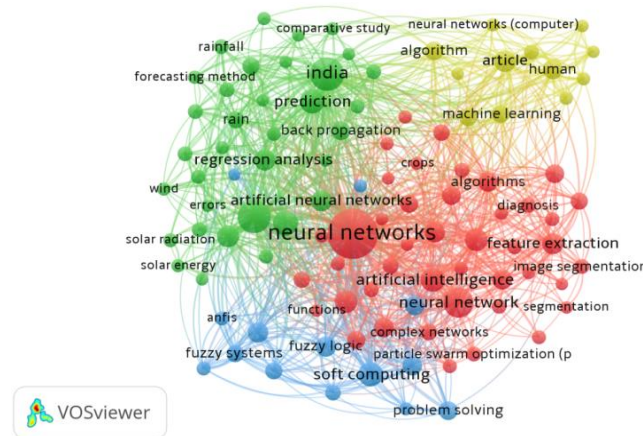 comparative study
neural networks (computer)
rainfall
algorithm
article
human
india
forecasting method
prediction
machine learning
rain
back propagation
regression analysis
crops
algorithms
wind
errors
artificial neural networks
diagnosis
neural networks
solar radiation
feature extraction
solar energy
image segmentation
artificial intelligence
neural network
functions
segmentation
anfis
complex networks
fuzzy systems
fuzzy logic
particle swarm optimization (p
soft computing
problem solving
VOSviewer